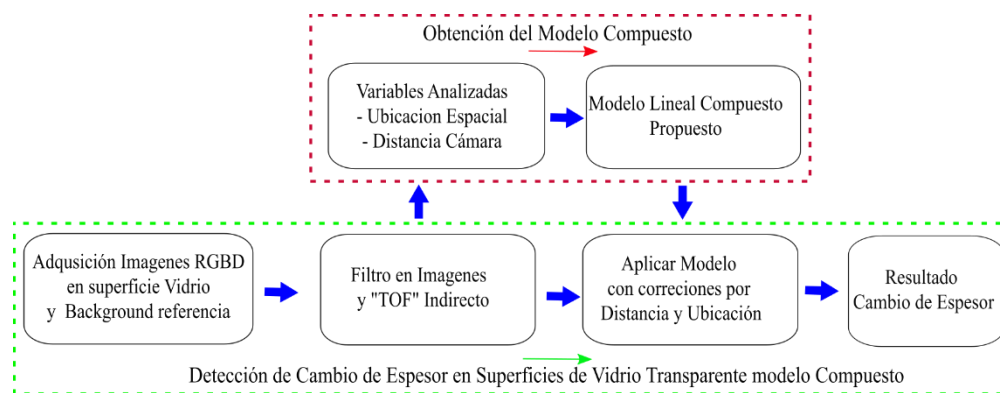 Obtención del Modelo Compuesto
Variables Analizadas
- Ubicacion Espacial
- Distancia Cámara
Modelo Lineal Compuesto
Propuesto
Adqusición Imagenes RGBD
en superficie Vidrio
y Background referencia
Filtro en Imagenes
y "TOF" Indirecto
Aplicar Modelo
con correciones por
Distancia y Ubicación
Resultado
Cambio de Espesor
Detección de Cambio de Espesor en Superficies de Vidrio Transparente modelo Compuesto